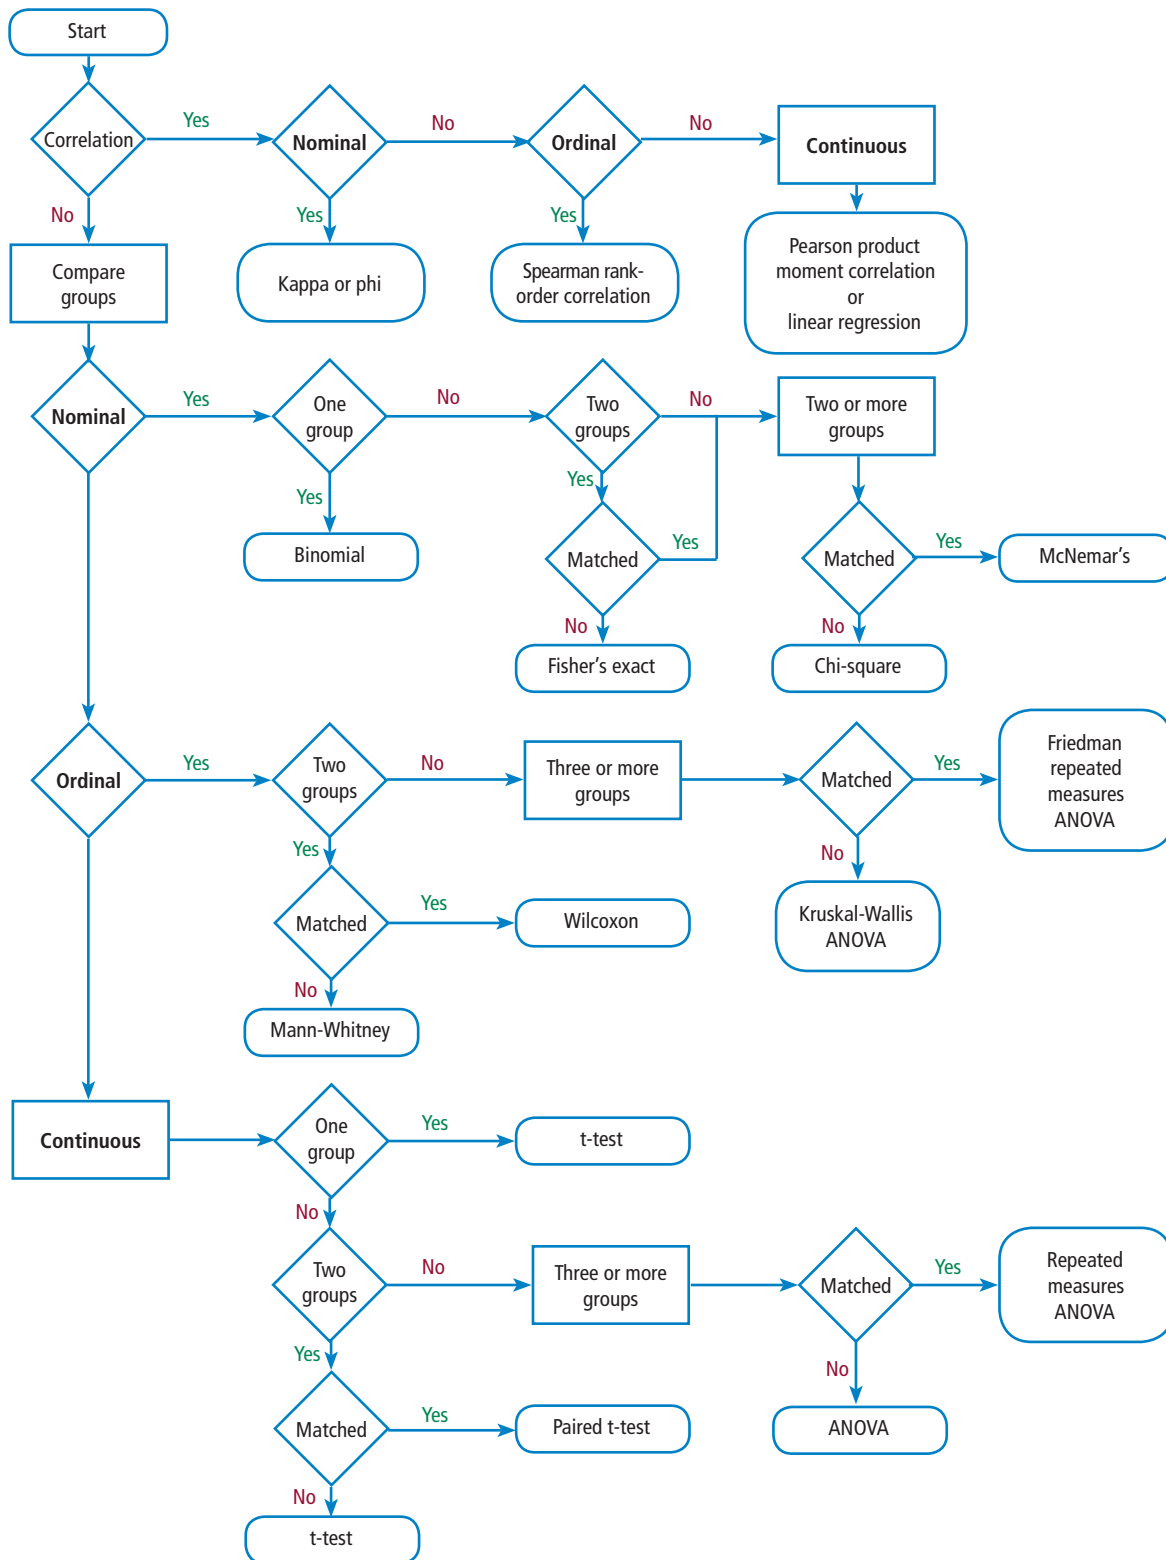 Start
Correlation
Yes
Nominal
No
Ordinal
No
Continuous
No
Yes
Yes
Compare
groups
Kappa or phi
Spearman rank-
order correlation
Pearson product
moment correlation
or
linear regression
Nominal
Yes
One
group
No
Two
groups
No
Two or more
groups
Yes
Yes
Binomial
Matched
Yes
Matched
Yes
McNemar's
No
No
Fisher's exact
Chi-square
Ordinal
Yes
Two
groups
No
Three or more
groups
Matched
Yes
Friedman
repeated
measures
ANOVA
Yes
No
Matched
Yes
Wilcoxon
Kruskal-Wallis
ANOVA
No
Mann-Whitney
Continuous
One
group
Yes
t-test
No
Two
groups
No
Three or more
groups
Matched
Yes
Repeated
measures
ANOVA
Yes
No
Matched
Yes
Paired t-test
ANOVA
No
t-test